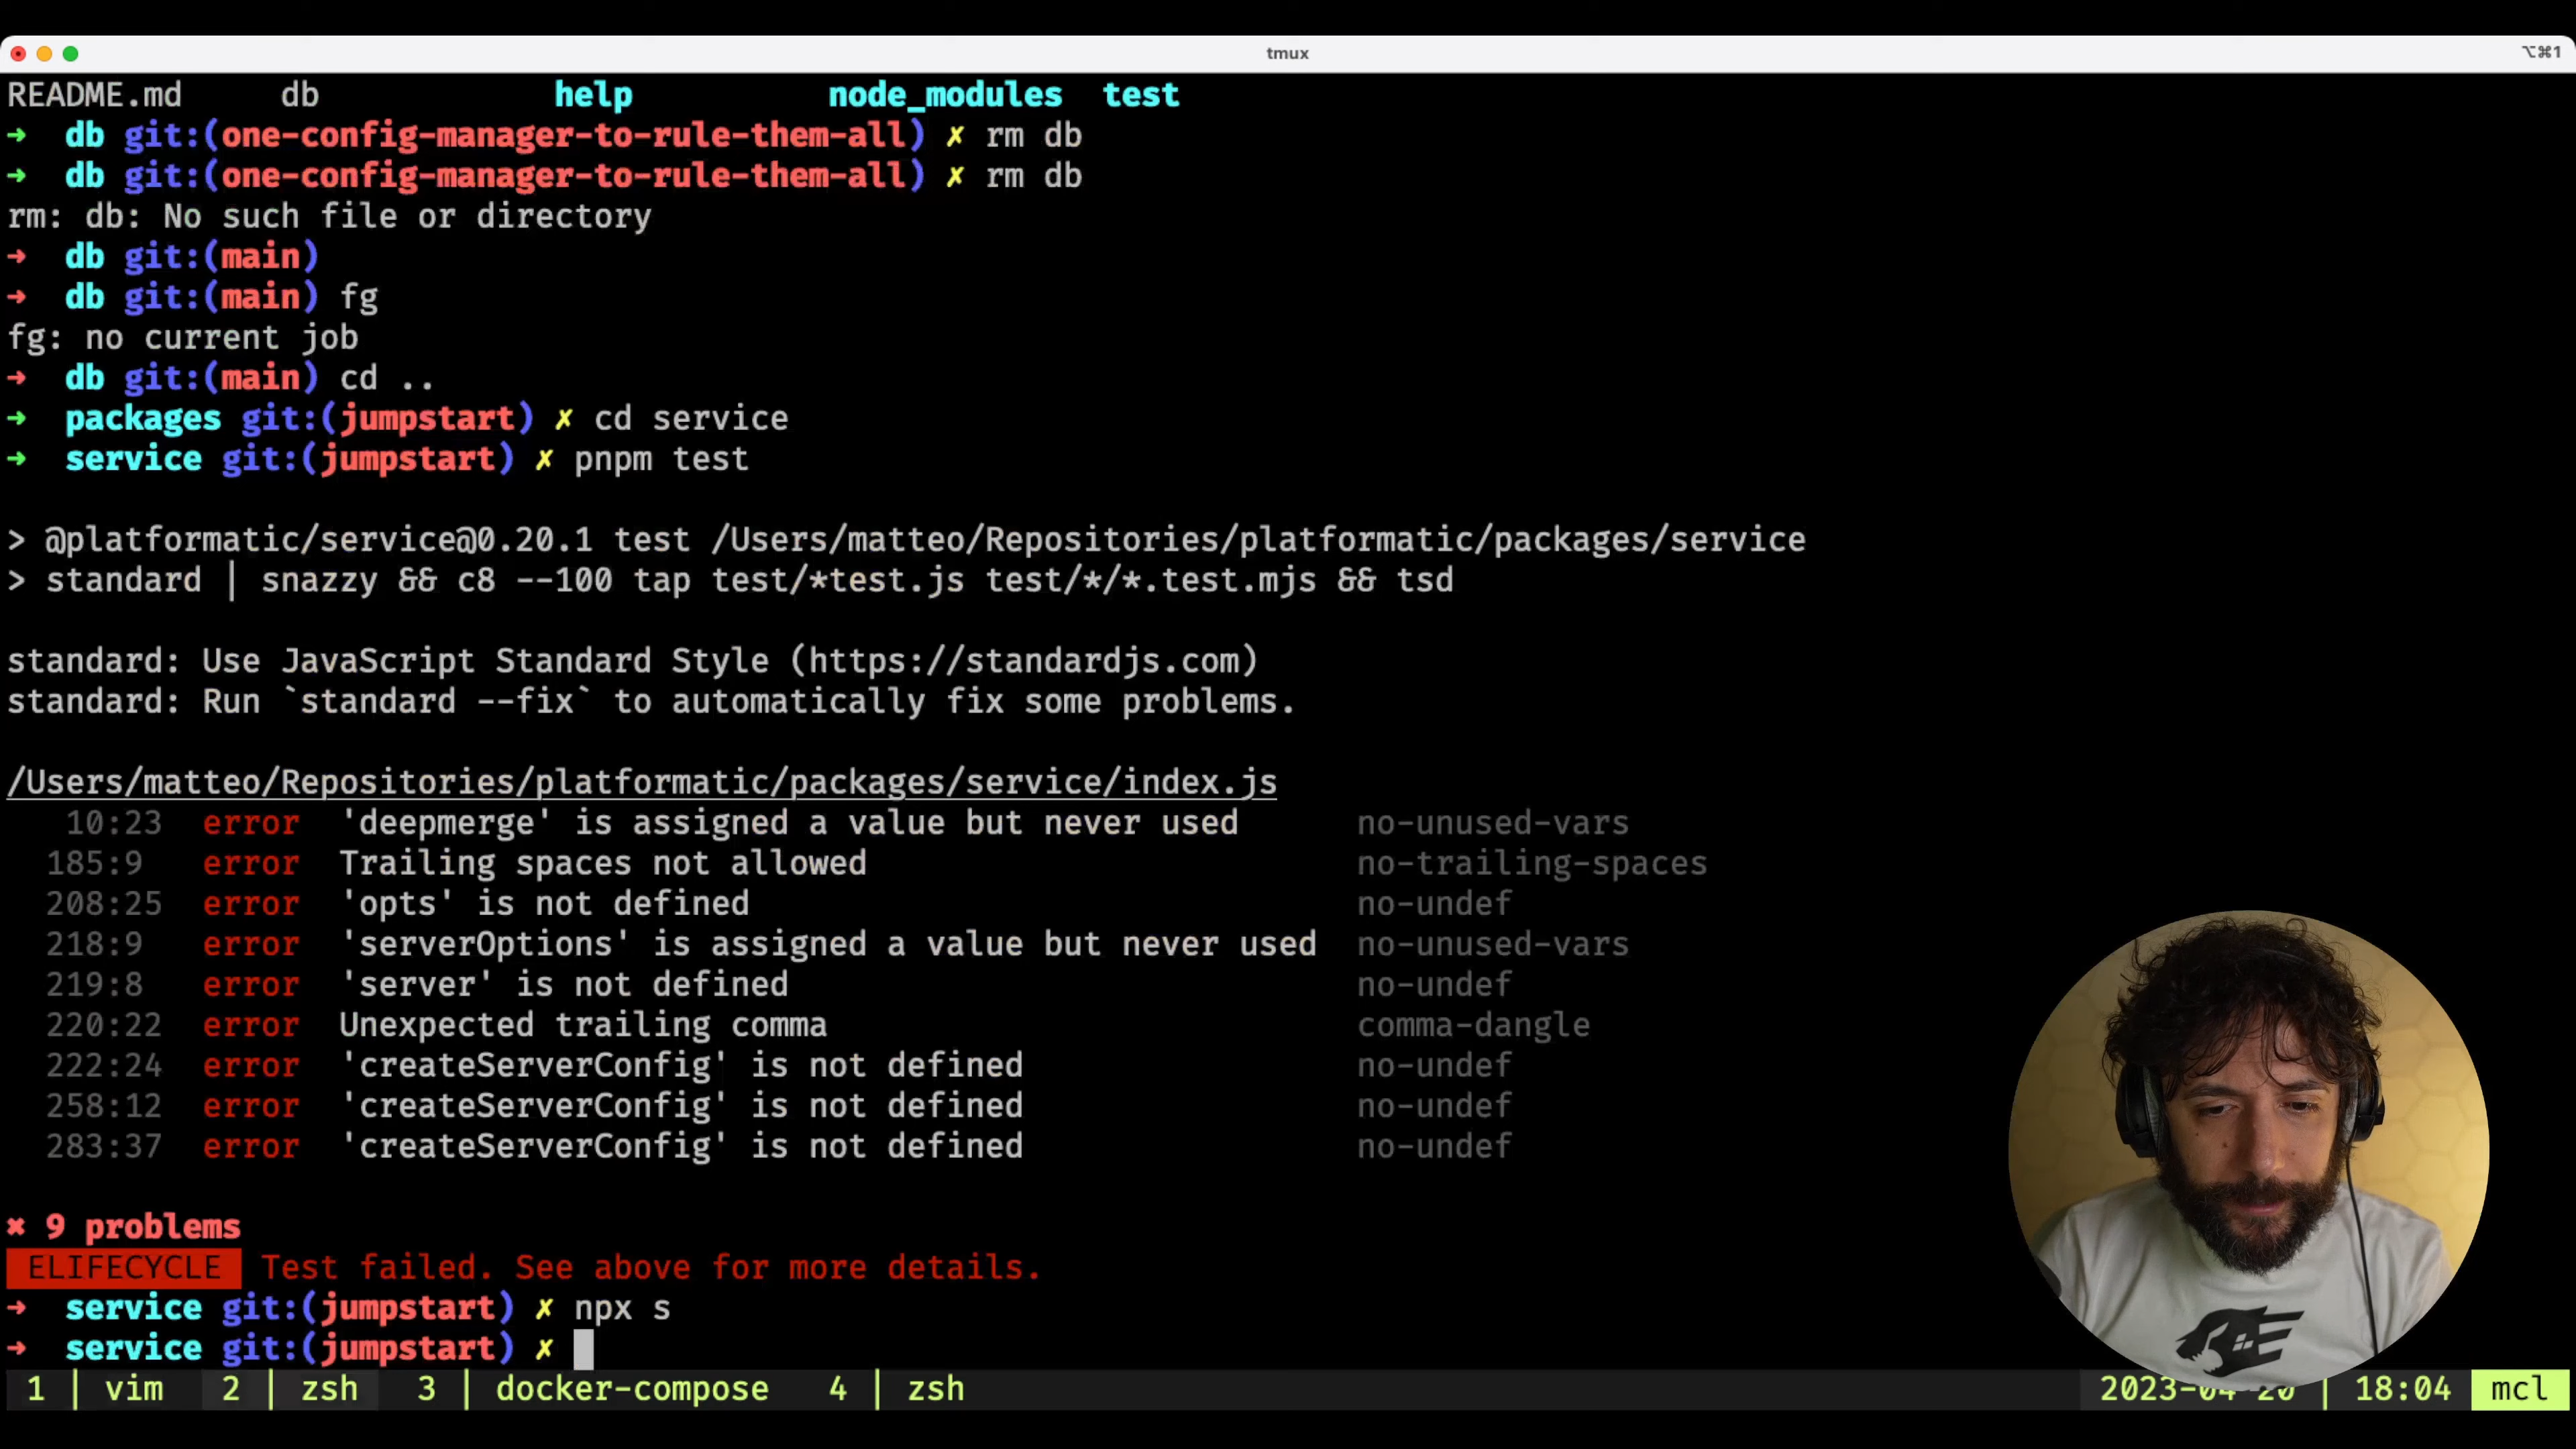 tmux
⌥⌘1
README.md db help node_modules test
➜ db git:(one-config-manager-to-rule-them-all) ✗ rm db
➜ db git:(one-config-manager-to-rule-them-all) ✗ rm db
rm: db: No such file or directory
➜ db git:(main)
➜ db git:(main) fg
fg: no current job
➜ db git:(main) cd ..
➜ packages git:(jumpstart) ✗ cd service
➜ service git:(jumpstart) ✗ pnpm test
> @platformatic/service@0.20.1 test /Users/matteo/Repositories/platformatic/packages/service
> standard | snazzy && c8 --100 tap test/*test.js test/*/*.test.mjs && tsd
standard: Use JavaScript Standard Style (https://standardjs.com)
standard: Run `standard --fix` to automatically fix some problems.
/Users/matteo/Repositories/platformatic/packages/service/index.js
10:23 error 'deepmerge' is assigned a value but never used no-unused-vars
185:9 error Trailing spaces not allowed no-trailing-spaces
208:25 error 'opts' is not defined no-undef
218:9 error 'serverOptions' is assigned a value but never used no-unused-vars
219:8 error 'server' is not defined no-undef
220:22 error Unexpected trailing comma comma-dangle
222:24 error 'createServerConfig' is not defined no-undef
258:12 error 'createServerConfig' is not defined no-undef
283:37 error 'createServerConfig' is not defined no-undef
✖ 9 problems
ELIFECYCLE Test failed. See above for more details.
➜ service git:(jumpstart) ✗ npx s
➜ service git:(jumpstart) ✗
1 | vim 2 | zsh 3 | docker-compose 4 | zsh 2023-04-20 | 18:04 mcl